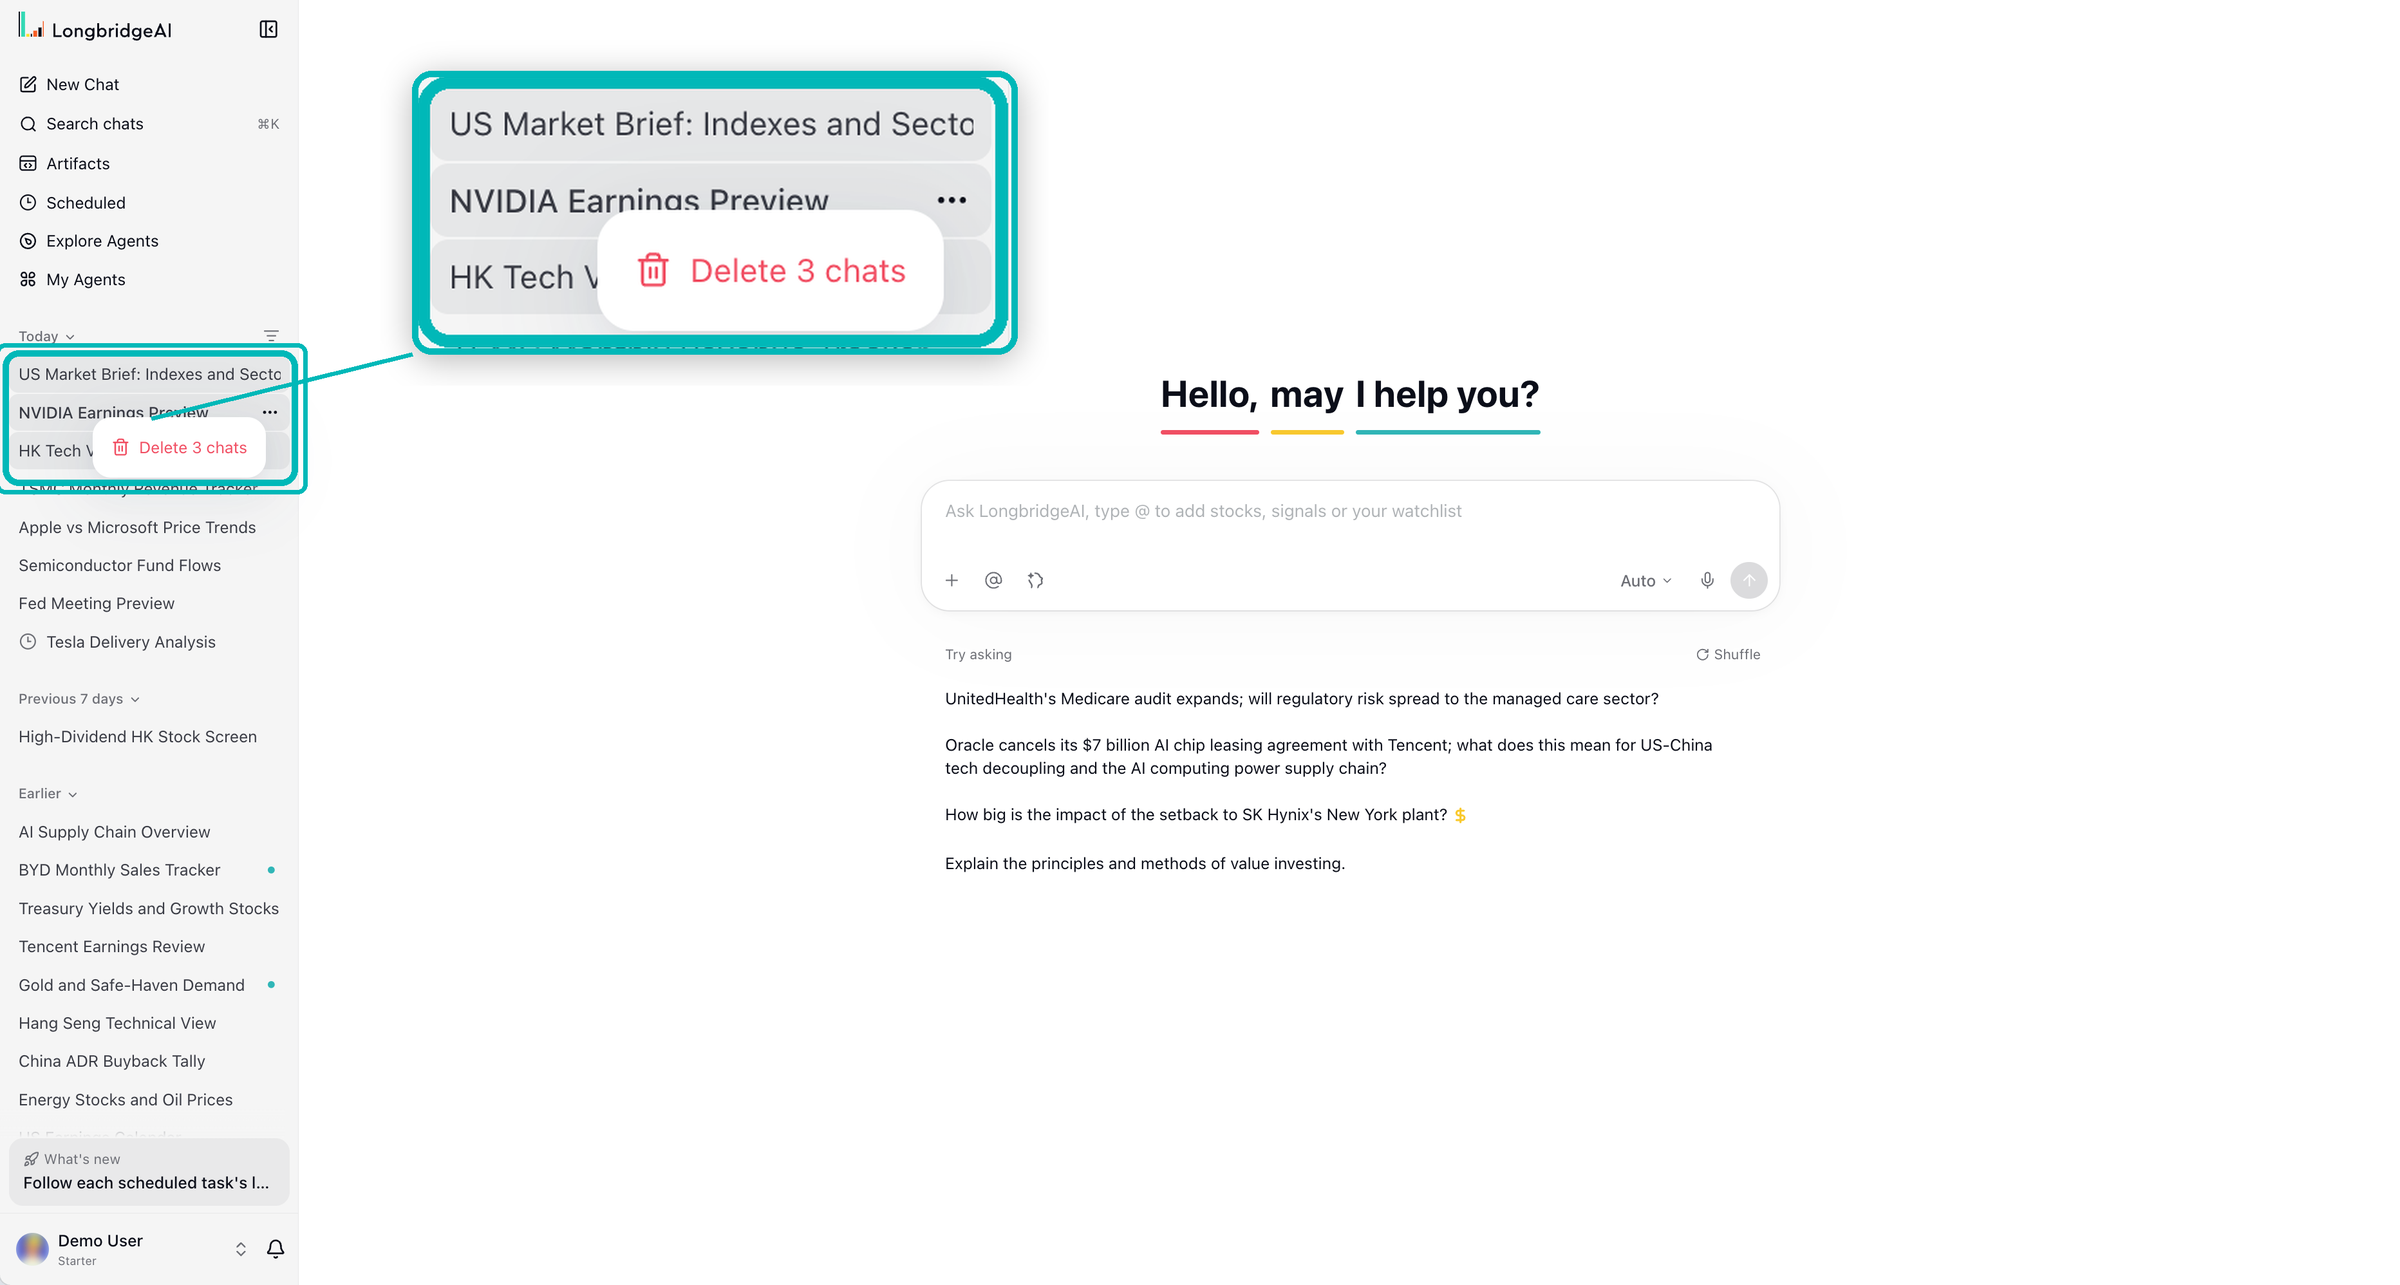 LongbridgeAI
New Chat
Search chats ⌘K
Artifacts
Scheduled
Explore Agents
My Agents
Today
US Market Brief: Indexes and Secto
NVIDIA Earnings Preview
HK Tech
Delete 3 chats
TSMC Monthly Revenue Tracker
Apple vs Microsoft Price Trends
Semiconductor Fund Flows
Fed Meeting Preview
Tesla Delivery Analysis
Previous 7 days
High-Dividend HK Stock Screen
Earlier
AI Supply Chain Overview
BYD Monthly Sales Tracker
Treasury Yields and Growth Stocks
Tencent Earnings Review
Gold and Safe-Haven Demand
Hang Seng Technical View
China ADR Buyback Tally
Energy Stocks and Oil Prices
What's new
Follow each scheduled task's l...
Demo User
Starter
US Market Brief: Indexes and Secto
NVIDIA Earnings Preview
HK Tech
Delete 3 chats
Hello, may I help you?
Ask LongbridgeAI, type @ to add stocks, signals or your watchlist
Auto
Try asking
Shuffle
UnitedHealth's Medicare audit expands; will regulatory risk spread to the managed care sector?
Oracle cancels its $7 billion AI chip leasing agreement with Tencent; what does this mean for US-China
tech decoupling and the AI computing power supply chain?
How big is the impact of the setback to SK Hynix's New York plant? 💲
Explain the principles and methods of value investing.